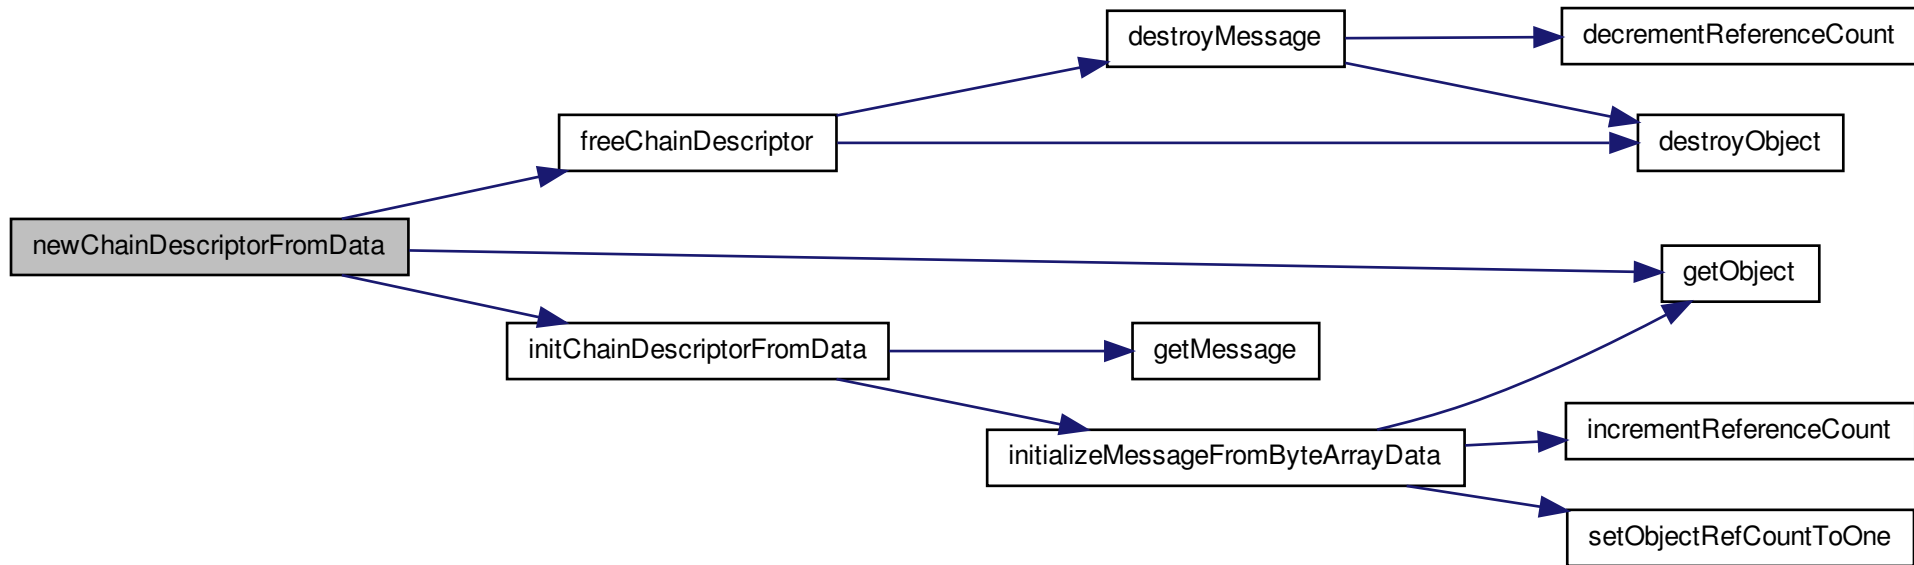 newChainDescriptorFromData
freeChainDescriptor
destroyMessage
decrementReferenceCount
destroyObject
getObject
initChainDescriptorFromData
getMessage
initializeMessageFromByteArrayData
incrementReferenceCount
setObjectRefCountToOne